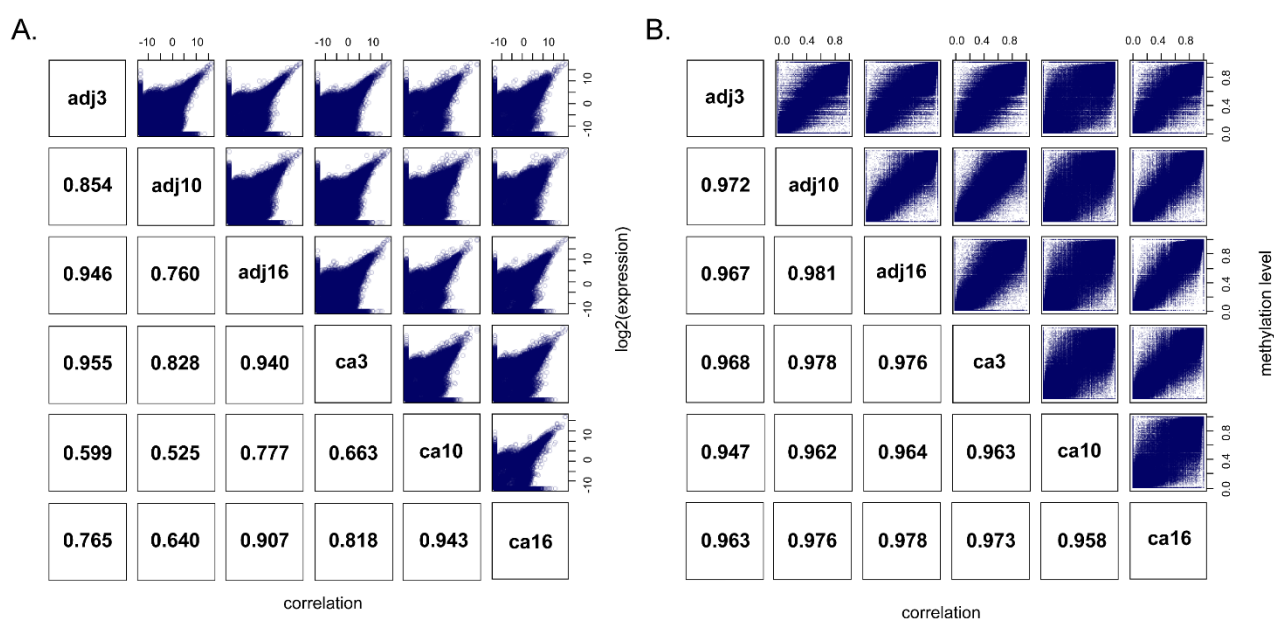 A.
-10 0 10
-10 0 10
-10 0 10
adj3
-10 0 10
0.854 adj10
0.946 0.760 adj16
-10 0 10
0.955 0.828 0.940 ca3
0.599 0.525 0.777 0.663 ca10
-10 0 10
0.765 0.640 0.907 0.818 0.943 ca16
correlation
log2(expression)
B.
0.0 0.4 0.8
0.0 0.4 0.8
0.0 0.4 0.8
adj3
0.0 0.4 0.8
0.972 adj10
0.967 0.981 adj16
0.0 0.4 0.8
0.968 0.978 0.976 ca3
0.947 0.962 0.964 0.963 ca10
0.0 0.4 0.8
0.963 0.976 0.978 0.973 0.958 ca16
correlation
methylation level